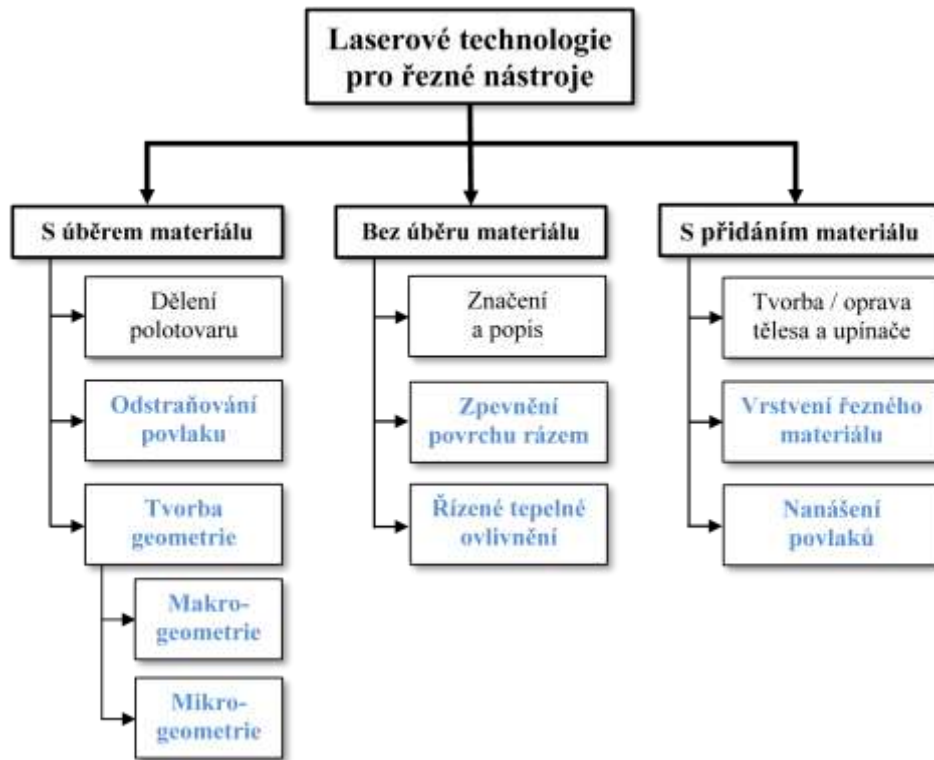 Laserové technologie
pro řezné nástroje
S úběrem materiálu
Dělení
polotovaru
Odstraňování
povlaku
Tvorba
geometrie
Makro-
geometrie
Mikro-
geometrie
Bez úběru materiálu
Značení
a popis
Zpevnění
povrchu rázem
Řízené tepelné
ovlivnění
S přidáním materiálu
Tvorba / oprava
tělesa a upínače
Vrstvení řezného
materiálu
Nanášení
povlaků